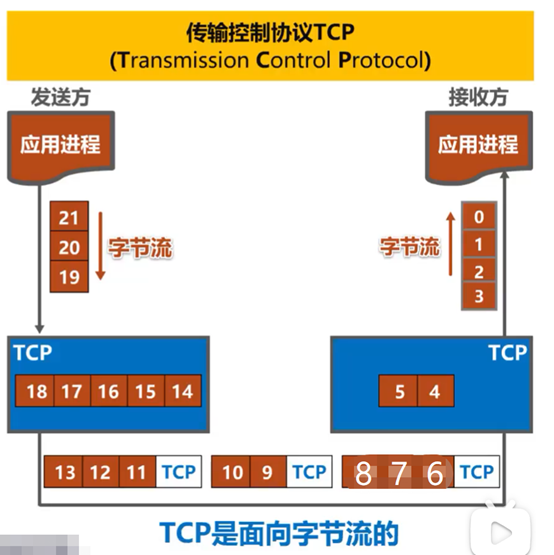 传输控制协议TCP
(Transmission Control Protocol)
发送方
接收方
应用进程
应用进程
21
20
19
字节流
字节流
0
1
2
3
TCP
TCP
18 17 16 15 14
5 4
13 12 11 TCP
10 9 TCP
8 7 6 TCP
TCP是面向字节流的